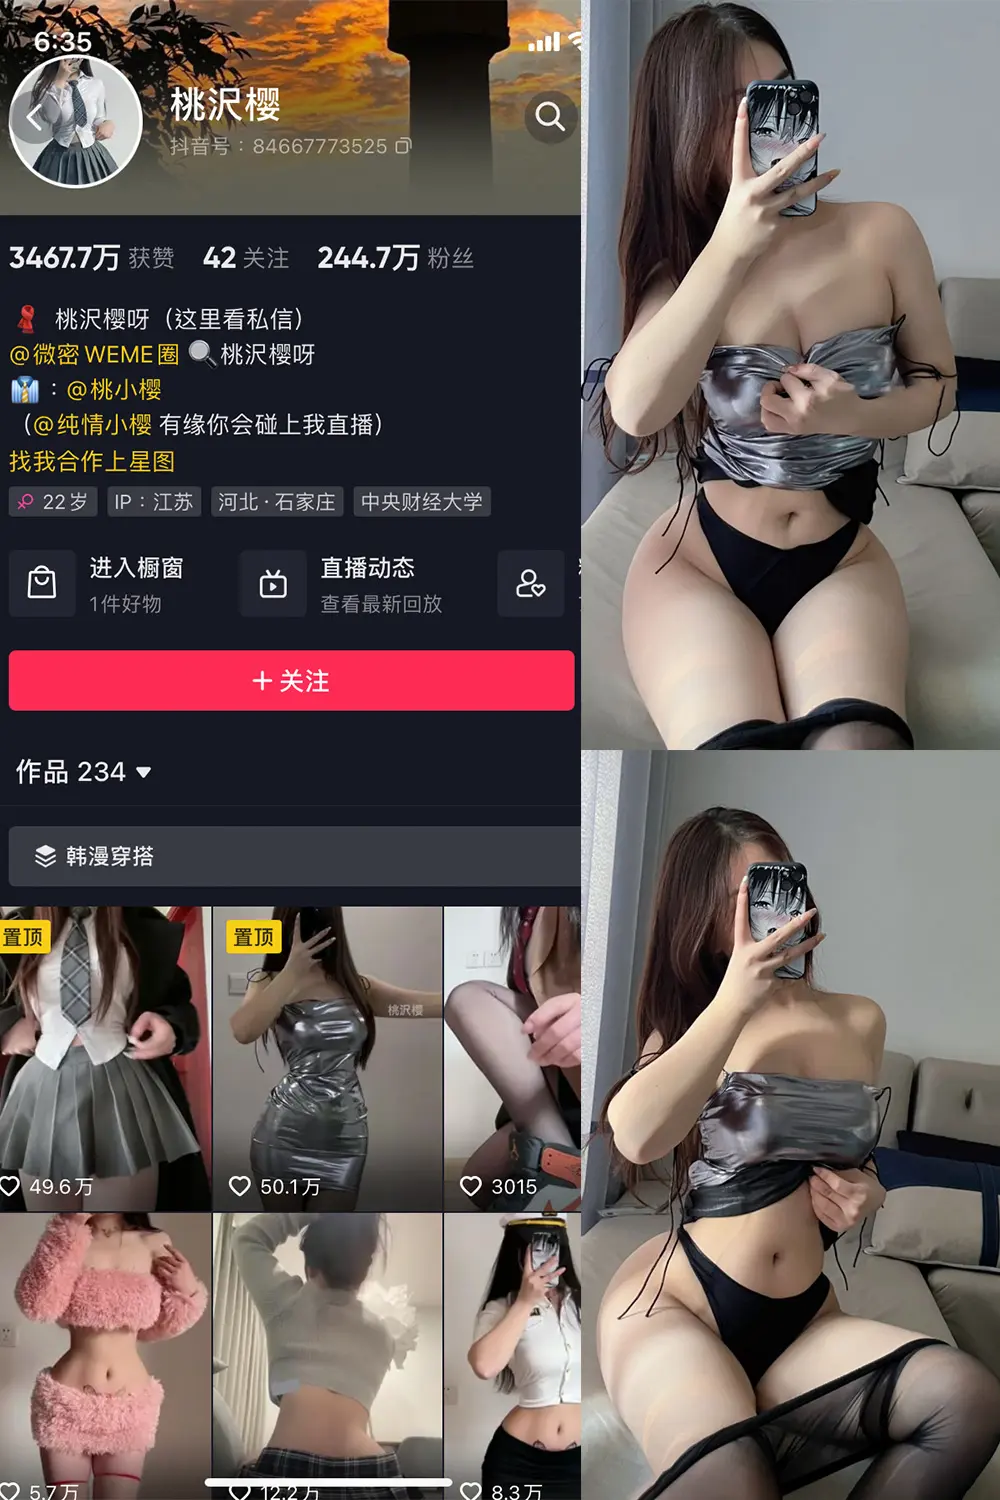 6:35
桃沢樱
抖音号：84667773525
3467.7万 获赞 42 关注 244.7万 粉丝
桃沢樱呀（这里看私信）
@微密 WEME圈 桃沢樱呀
：@桃小樱
（@纯情小樱 有缘你会碰上我直播）
找我合作上星图
22岁 IP：江苏 河北·石家庄 中央财经大学
进入橱窗 直播动态
1件好物 查看最新回放
+ 关注
作品 234
韩漫穿搭
置顶 置顶
桃沢樱
49.6万 50.1万 3015
5.7万 12.2万 8.3万